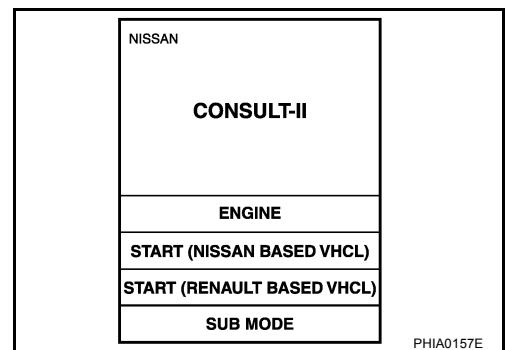 NISSAN
CONSULT-II
ENGINE
START (NISSAN BASED VHCL)
START (RENAULT BASED VHCL)
SUB MODE
PHIA0157E